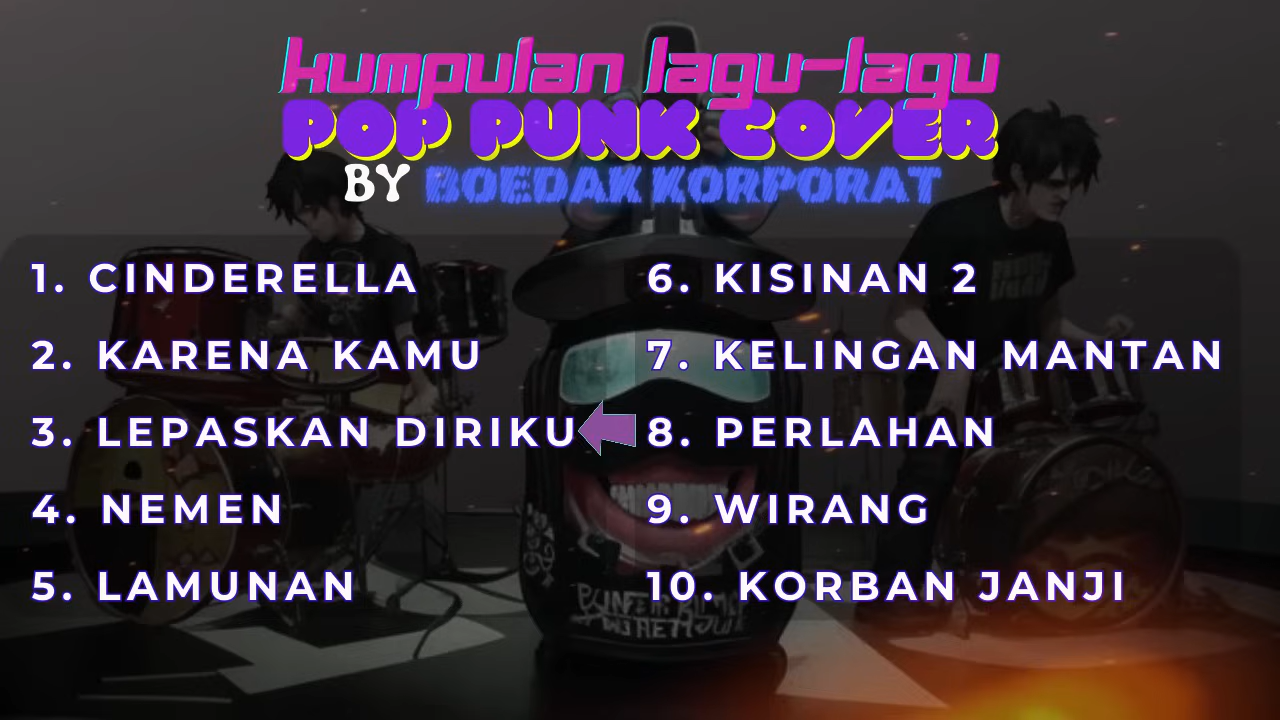 kumpulan lagu-lagu
POP PUNK COVER
BY BOEDAK KORPORAT
1. CINDERELLA
2. KARENA KAMU
3. LEPASKAN DIRIKU
4. NEMEN
5. LAMUNAN
6. KISINAN 2
7. KELINGAN MANTAN
8. PERLAHAN
9. WIRANG
10. KORBAN JANJI